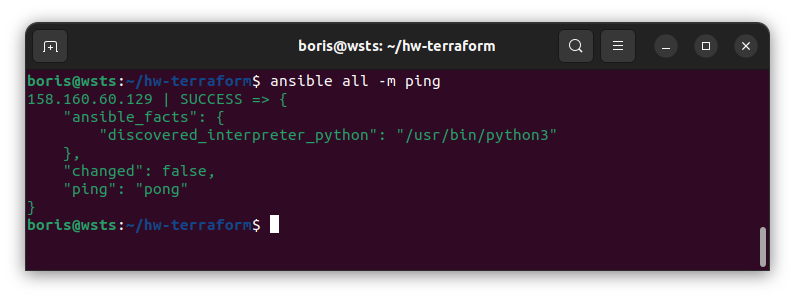 boris@wsts: ~/hw-terraform
boris@wsts:~/hw-terraform$ ansible all -m ping
158.160.60.129 | SUCCESS => {
    "ansible_facts": {
        "discovered_interpreter_python": "/usr/bin/python3"
    },
    "changed": false,
    "ping": "pong"
}
boris@wsts:~/hw-terraform$